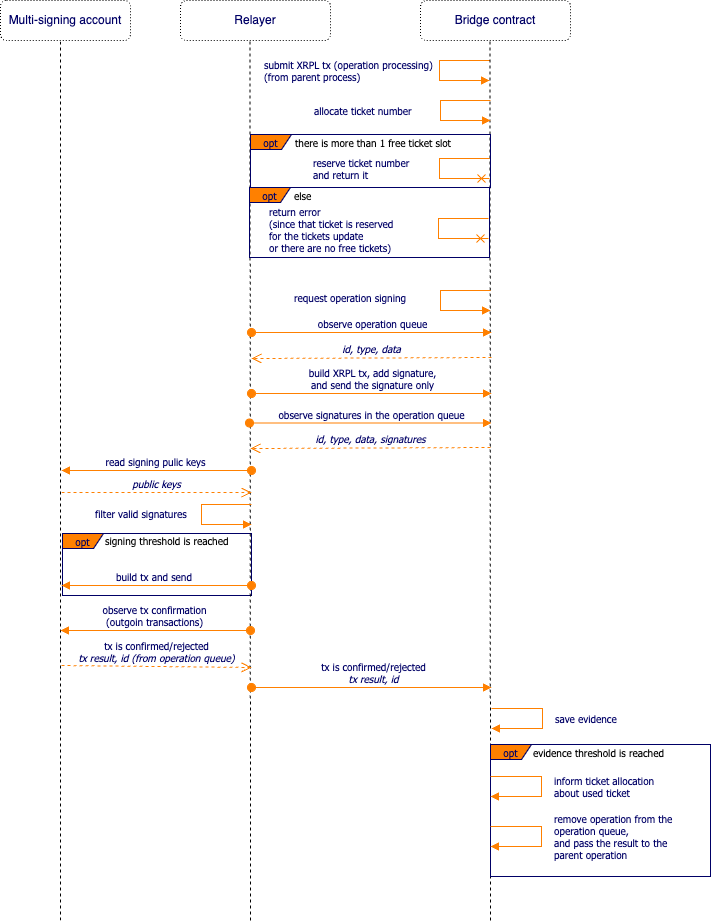 Multi-signing account
Relayer
Bridge contract
submit XRPL tx (operation processing)
(from parent process)
allocate ticket number
opt
there is more than 1 free ticket slot
reserve ticket number
and return it
opt
else
return error
(since that ticket is reserved
for the tickets update
or there are no free tickets)
request operation signing
observe operation queue
id, type, data
build XRPL tx, add signature,
and send the signature only
observe signatures in the operation queue
id, type, data, signatures
read signing pulic keys
public keys
filter valid signatures
opt
signing threshold is reached
build tx and send
observe tx confirmation
(outgoin transactions)
tx is confirmed/rejected
tx result, id (from operation queue)
tx is confirmed/rejected
tx result, id
save evidence
opt
evidence threshold is reached
inform ticket allocation
about used ticket
remove operation from the
operation queue,
and pass the result to the
parent operation